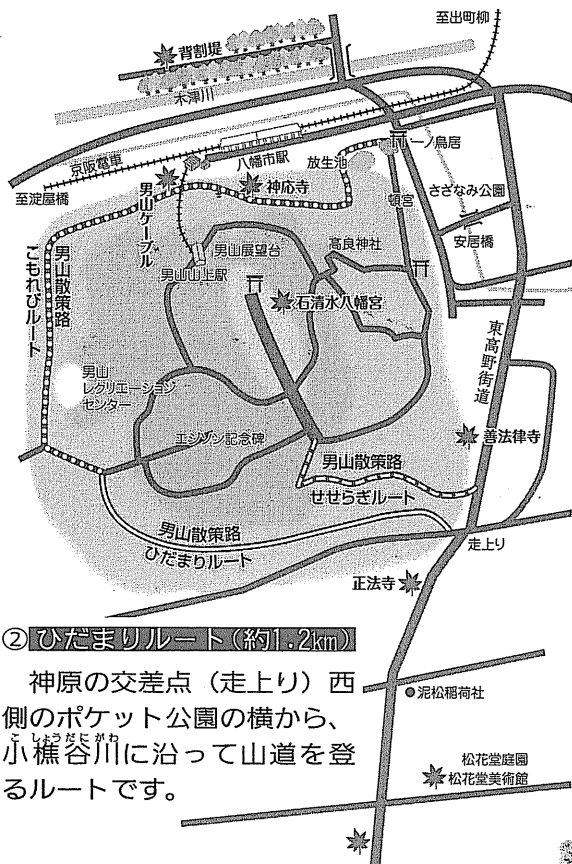 至出町柳
背割堤
木津川
一ノ鳥居
八幡市駅
放生池
京阪電車
至淀屋橋
神応寺
さざなみ公園
頓宮
男山ケーブル
安居橋
男山展望台
高良神社
男山山上駅
男山散策路
こもれびルート
石清水八幡宮
東高野街道
男山
レクリエーション
センター
エジソン記念碑
善法律寺
男山散策路
せせらぎルート
男山散策路
ひだまりルート
走上り
正法寺
②ひだまりルート(約1.2km)
神原の交差点（走上り）西
側のポケット公園の横から、
こしょうだにがわ
小樵谷川に沿って山道を登
るルートです。
泥松稲荷社
松花堂庭園
松花堂美術館